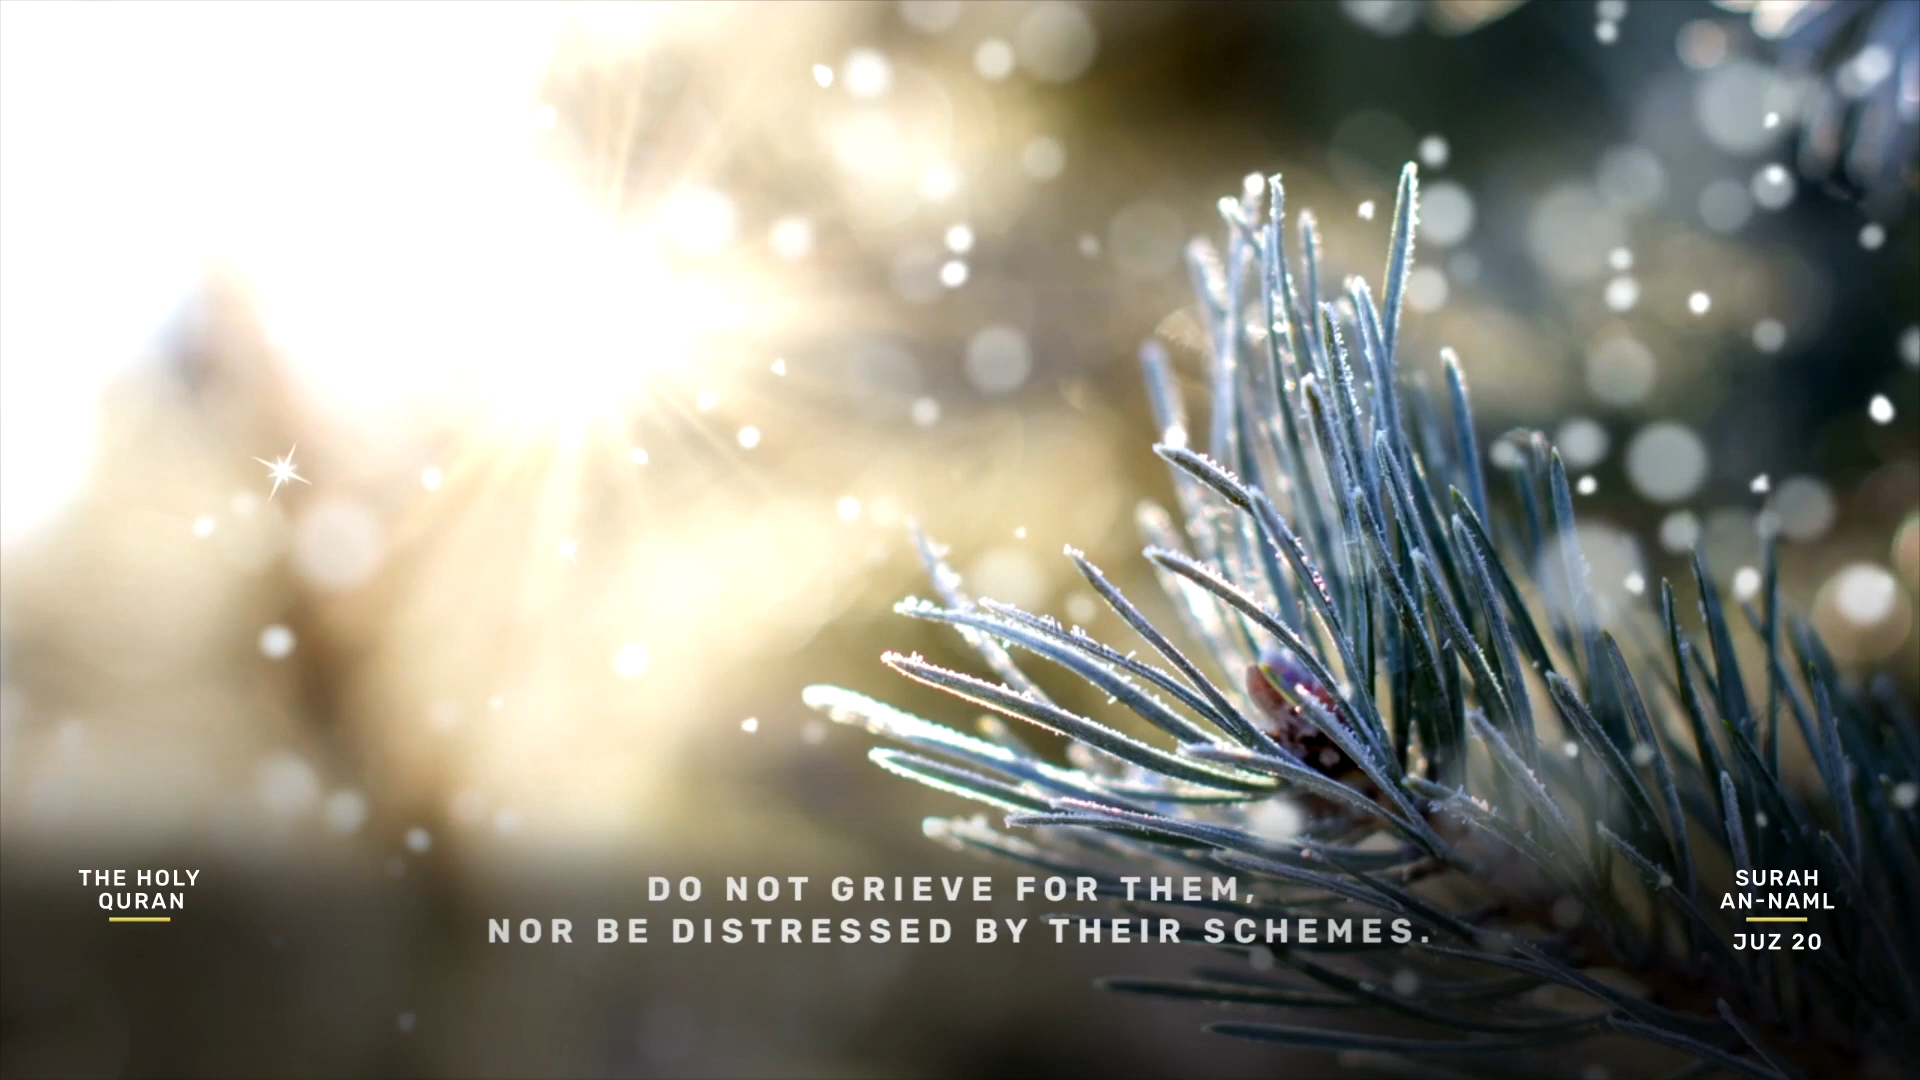 THE HOLY
QURAN
DO NOT GRIEVE FOR THEM,
NOR BE DISTRESSED BY THEIR SCHEMES.
SURAH
AN-NAML
JUZ 20